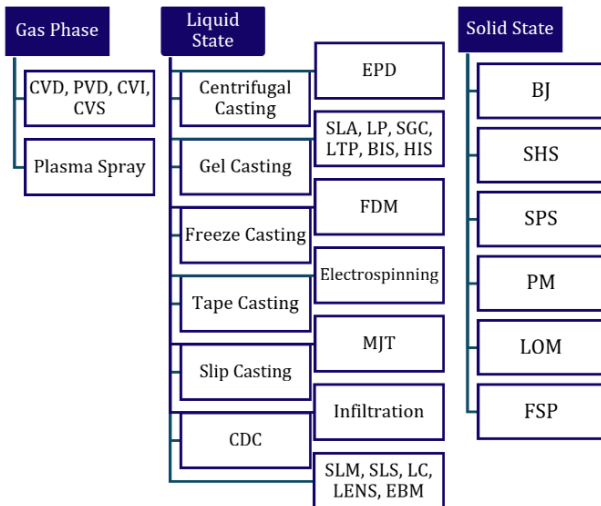 Gas Phase
CVD, PVD, CVI,
CVS
Plasma Spray
Liquid
State
Centrifugal
Casting
Gel Casting
Freeze Casting
Tape Casting
Slip Casting
CDC
EPD
SLA, LP, SGC,
LTP, BIS, HIS
FDM
Electrospinning
MJT
Infiltration
SLM, SLS, LC,
LENS, EBM
Solid State
BJ
SHS
SPS
PM
LOM
FSP